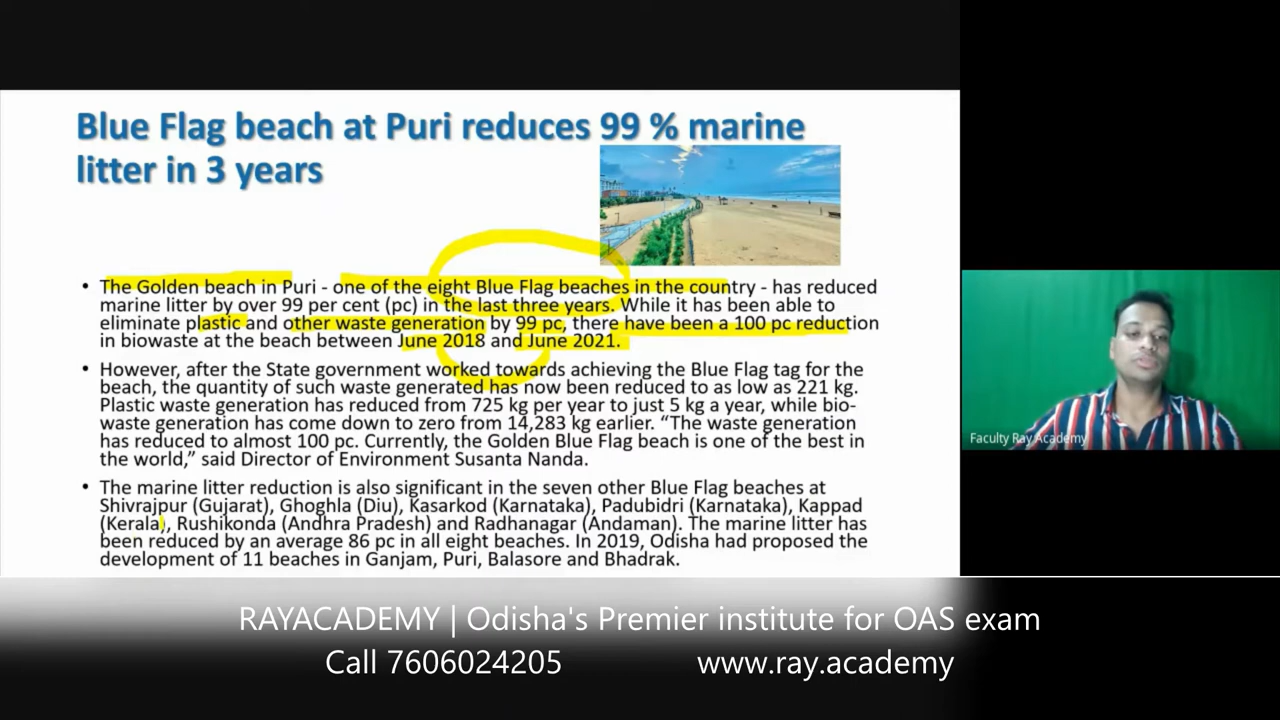 Blue Flag beach at Puri reduces 99 % marine
litter in 3 years
• The Golden beach in Puri - one of the eight Blue Flag beaches in the country - has reduced
marine litter by over 99 per cent (pc) in the last three years. While it has been able to
eliminate plastic and other waste generation by 99 pc, there have been a 100 pc reduction
in biowaste at the beach between June 2018 and June 2021.
• However, after the State government worked towards achieving the Blue Flag tag for the
beach, the quantity of such waste generated has now been reduced to as low as 221 kg.
Plastic waste generation has reduced from 725 kg per year to just 5 kg a year, while bio-
waste generation has come down to zero from 14,283 kg earlier. “The waste generation
has reduced to almost 100 pc. Currently, the Golden Blue Flag beach is one of the best in
the world,” said Director of Environment Susanta Nanda.
• The marine litter reduction is also significant in the seven other Blue Flag beaches at
Shivrajpur (Gujarat), Ghoghla (Diu), Kasarkod (Karnataka), Padubidri (Karnataka), Kappad
(Kerala), Rushikonda (Andhra Pradesh) and Radhanagar (Andaman). The marine litter has
been reduced by an average 86 pc in all eight beaches. In 2019, Odisha had proposed the
development of 11 beaches in Ganjam, Puri, Balasore and Bhadrak.
Faculty Ray Academy
RAYACADEMY | Odisha's Premier institute for OAS exam
Call 7606024205 www.ray.academy